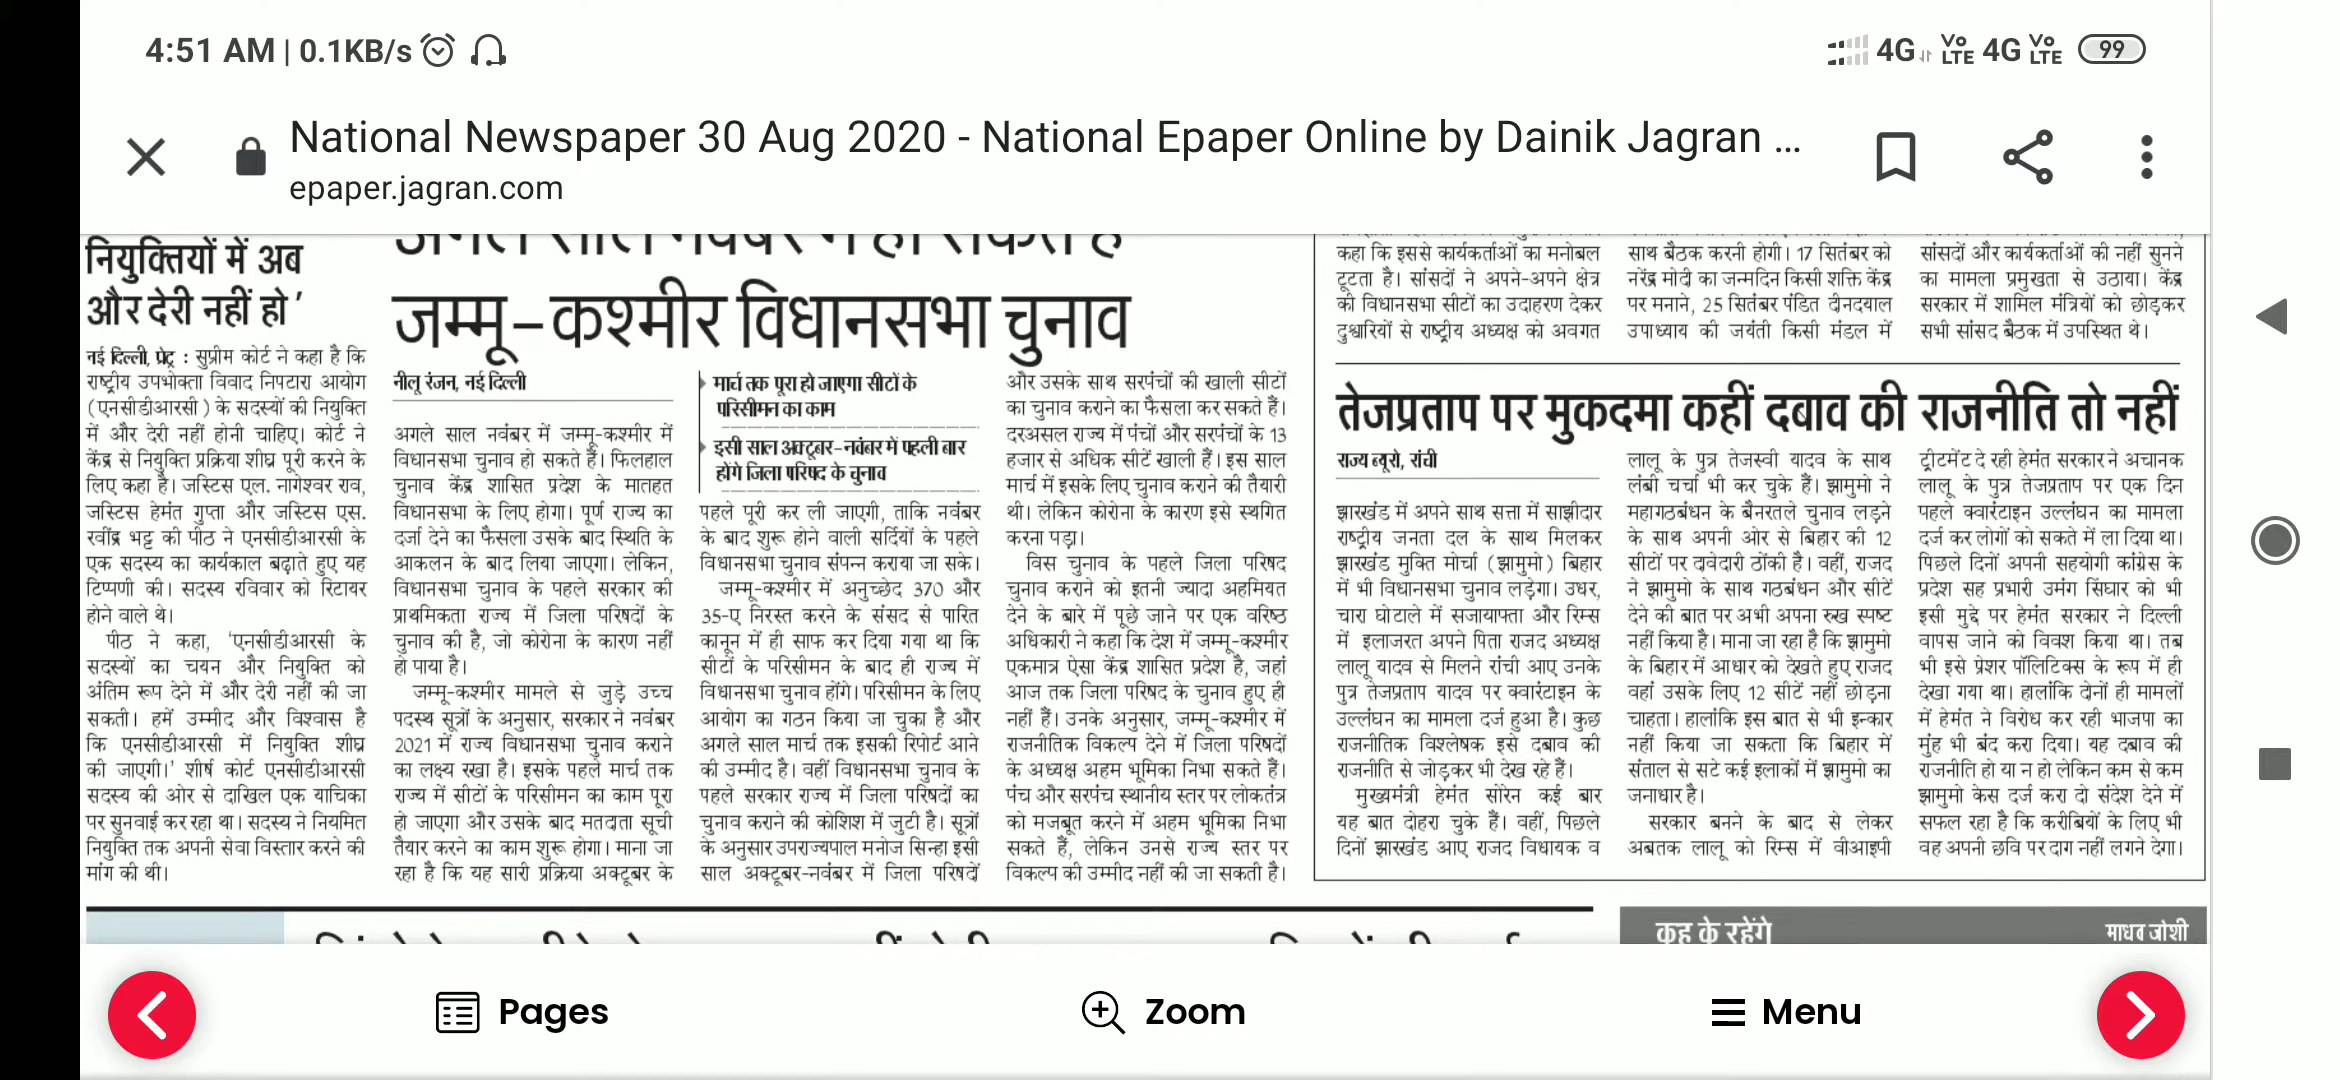 4:51 AM | 0.1KB/s
4G VoLTE 4G VoLTE 99
National Newspaper 30 Aug 2020 - National Epaper Online by Dainik Jagran ...
epaper.jagran.com
नियुक्तियों में अब
और देरी नहीं हो'
नई दिल्ली, प्रेट्र : सुप्रीम कोर्ट ने कहा है कि
राष्ट्रीय उपभोक्ता विवाद निपटारा आयोग
(एनसीडीआरसी) के सदस्यों की नियुक्ति
में और देरी नहीं होनी चाहिए। कोर्ट ने
केंद्र से नियुक्ति प्रक्रिया शीघ्र पूरी करने के
लिए कहा है। जस्टिस एल. नागेश्वर राव,
जस्टिस हेमंत गुप्ता और जस्टिस एस.
रवींद्र भट्ट की पीठ ने एनसीडीआरसी के
एक सदस्य का कार्यकाल बढ़ाते हुए यह
टिप्पणी की। सदस्य रविवार को रिटायर
होने वाले थे।
पीठ ने कहा, 'एनसीडीआरसी के
सदस्यों का चयन और नियुक्ति को
अंतिम रूप देने में और देरी नहीं की जा
सकती। हमें उम्मीद और विश्वास है
कि एनसीडीआरसी में नियुक्ति शीघ्र
की जाएगी।' शीर्ष कोर्ट एनसीडीआरसी
सदस्य की ओर से दाखिल एक याचिका
पर सुनवाई कर रहा था। सदस्य ने नियमित
नियुक्ति तक अपनी सेवा विस्तार करने की
मांग की थी।
अगले साल नवंबर में हो सकते हैं
जम्मू-कश्मीर विधानसभा चुनाव
नीलू रंजन, नई दिल्ली
अगले साल नवंबर में जम्मू-कश्मीर में
विधानसभा चुनाव हो सकते हैं। फिलहाल
चुनाव केंद्र शासित प्रदेश के मातहत
विधानसभा के लिए होगा। पूर्ण राज्य का
दर्जा देने का फैसला उसके बाद स्थिति के
आकलन के बाद लिया जाएगा। लेकिन,
विधानसभा चुनाव के पहले सरकार की
प्राथमिकता राज्य में जिला परिषदों के
चुनाव की है, जो कोरोना के कारण नहीं
हो पाया है।
जम्मू-कश्मीर मामले से जुड़े उच्च
पदस्थ सूत्रों के अनुसार, सरकार ने नवंबर
2021 में राज्य विधानसभा चुनाव कराने
का लक्ष्य रखा है। इसके पहले मार्च तक
राज्य में सीटों के परिसीमन का काम पूरा
हो जाएगा और उसके बाद मतदाता सूची
तैयार करने का काम शुरू होगा। माना जा
रहा है कि यह सारी प्रक्रिया अक्टूबर के
मार्च तक पूरा हो जाएगा सीटों के
परिसीमन का काम
इसी साल अक्टूबर-नवंबर में पहली बार
होंगे जिला परिषद के चुनाव
पहले पूरी कर ली जाएगी, ताकि नवंबर
के बाद शुरू होने वाली सर्दियों के पहले
विधानसभा चुनाव संपन्न कराया जा सके।
जम्मू-कश्मीर में अनुच्छेद 370 और
35-ए निरस्त करने के संसद से पारित
कानून में ही साफ कर दिया गया था कि
सीटों के परिसीमन के बाद ही राज्य में
विधानसभा चुनाव होंगे। परिसीमन के लिए
आयोग का गठन किया जा चुका है और
अगले साल मार्च तक इसकी रिपोर्ट आने
की उम्मीद है। वहीं विधानसभा चुनाव के
पहले सरकार राज्य में जिला परिषदों का
चुनाव कराने की कोशिश में जुटी है। सूत्रों
के अनुसार उपराज्यपाल मनोज सिन्हा इसी
साल अक्टूबर-नवंबर में जिला परिषदों
और उसके साथ सरपंचों की खाली सीटों
का चुनाव कराने का फैसला कर सकते हैं।
दरअसल राज्य में पंचों और सरपंचों के 13
हजार से अधिक सीटें खाली हैं। इस साल
मार्च में इसके लिए चुनाव कराने की तैयारी
थी। लेकिन कोरोना के कारण इसे स्थगित
करना पड़ा।
विस चुनाव के पहले जिला परिषद
चुनाव कराने को इतनी ज्यादा अहमियत
देने के बारे में पूछे जाने पर एक वरिष्ठ
अधिकारी ने कहा कि देश में जम्मू-कश्मीर
एकमात्र ऐसा केंद्र शासित प्रदेश है, जहां
आज तक जिला परिषद के चुनाव हुए ही
नहीं हैं। उनके अनुसार, जम्मू-कश्मीर में
राजनीतिक विकल्प देने में जिला परिषदों
के अध्यक्ष अहम भूमिका निभा सकते हैं।
पंच और सरपंच स्थानीय स्तर पर लोकतंत्र
को मजबूत करने में अहम भूमिका निभा
सकते हैं, लेकिन उनसे राज्य स्तर पर
विकल्प की उम्मीद नहीं की जा सकती है।
कहा कि इससे कार्यकर्ताओं का मनोबल
टूटता है। सांसदों ने अपने-अपने क्षेत्र
की विधानसभा सीटों का उदाहरण देकर
दुश्वारियों से राष्ट्रीय अध्यक्ष को अवगत
साथ बैठक करनी होगी। 17 सितंबर को
नरेंद्र मोदी का जन्मदिन किसी शक्ति केंद्र
पर मनाने, 25 सितंबर पंडित दीनदयाल
उपाध्याय की जयंती किसी मंडल में
सांसदों और कार्यकर्ताओं की नहीं सुनने
का मामला प्रमुखता से उठाया। केंद्र
सरकार में शामिल मंत्रियों को छोड़कर
सभी सांसद बैठक में उपस्थित थे।
तेजप्रताप पर मुकदमा कहीं दबाव की राजनीति तो नहीं
राज्य ब्यूरो, रांची
झारखंड में अपने साथ सत्ता में साझीदार
राष्ट्रीय जनता दल के साथ मिलकर
झारखंड मुक्ति मोर्चा (झामुमो) बिहार
में भी विधानसभा चुनाव लड़ेगा। उधर,
चारा घोटाले में सजायाफ्ता और रिम्स
में इलाजरत अपने पिता राजद अध्यक्ष
लालू यादव से मिलने रांची आए उनके
पुत्र तेजप्रताप यादव पर क्वारंटाइन के
उल्लंघन का मामला दर्ज हुआ है। कुछ
राजनीतिक विश्लेषक इसे दबाव की
राजनीति से जोड़कर भी देख रहे हैं।
मुख्यमंत्री हेमंत सोरेन कई बार
यह बात दोहरा चुके हैं। वहीं, पिछले
दिनों झारखंड आए राजद विधायक व
लालू के पुत्र तेजस्वी यादव के साथ
लंबी चर्चा भी कर चुके हैं। झामुमो ने
महागठबंधन के बैनरतले चुनाव लड़ने
के साथ अपनी ओर से बिहार की 12
सीटों पर दावेदारी ठोंकी है। वहीं, राजद
ने झामुमो के साथ गठबंधन और सीटें
देने की बात पर अभी अपना रुख स्पष्ट
नहीं किया है। माना जा रहा है कि झामुमो
के बिहार में आधार को देखते हुए राजद
वहां उसके लिए 12 सीटें नहीं छोड़ना
चाहता। हालांकि इस बात से भी इन्कार
नहीं किया जा सकता कि बिहार में
संताल से सटे कई इलाकों में झामुमो का
जनाधार है।
सरकार बनने के बाद से लेकर
अबतक लालू को रिम्स में वीआइपी
ट्रीटमेंट दे रही हेमंत सरकार ने अचानक
लालू के पुत्र तेजप्रताप पर एक दिन
पहले क्वारंटाइन उल्लंघन का मामला
दर्ज कर लोगों को सकते में ला दिया था।
पिछले दिनों अपनी सहयोगी कांग्रेस के
प्रदेश सह प्रभारी उमंग सिंघार को भी
इसी मुद्दे पर हेमंत सरकार ने दिल्ली
वापस जाने को विवश किया था। तब
भी इसे प्रेशर पॉलिटिक्स के रूप में ही
देखा गया था। हालांकि दोनों ही मामलों
में हेमंत ने विरोध कर रही भाजपा का
मुंह भी बंद करा दिया। यह दबाव की
राजनीति हो या न हो लेकिन कम से कम
झामुमो केस दर्ज करा दो संदेश देने में
सफल रहा है कि करीबियों के लिए भी
वह अपनी छवि पर दाग नहीं लगने देगा।
कह के रहेंगे
माधव जोशी
Pages
Zoom
Menu